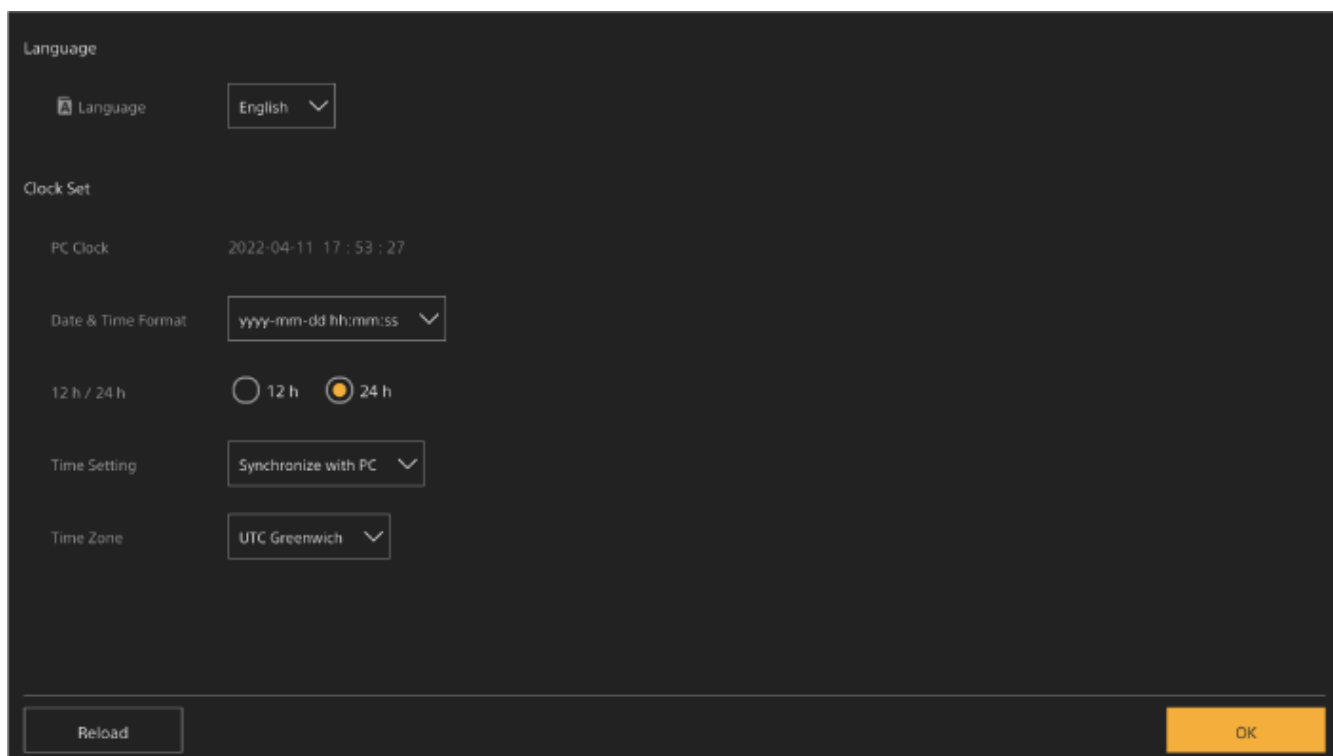 Language
A Language English
Clock Set
PC Clock 2022-04-11 17 : 53 : 27
Date & Time Format yyyy-mm-dd hh:mm:ss
12 h / 24 h 12 h 24 h
Time Setting Synchronize with PC
Time Zone UTC Greenwich
Reload OK